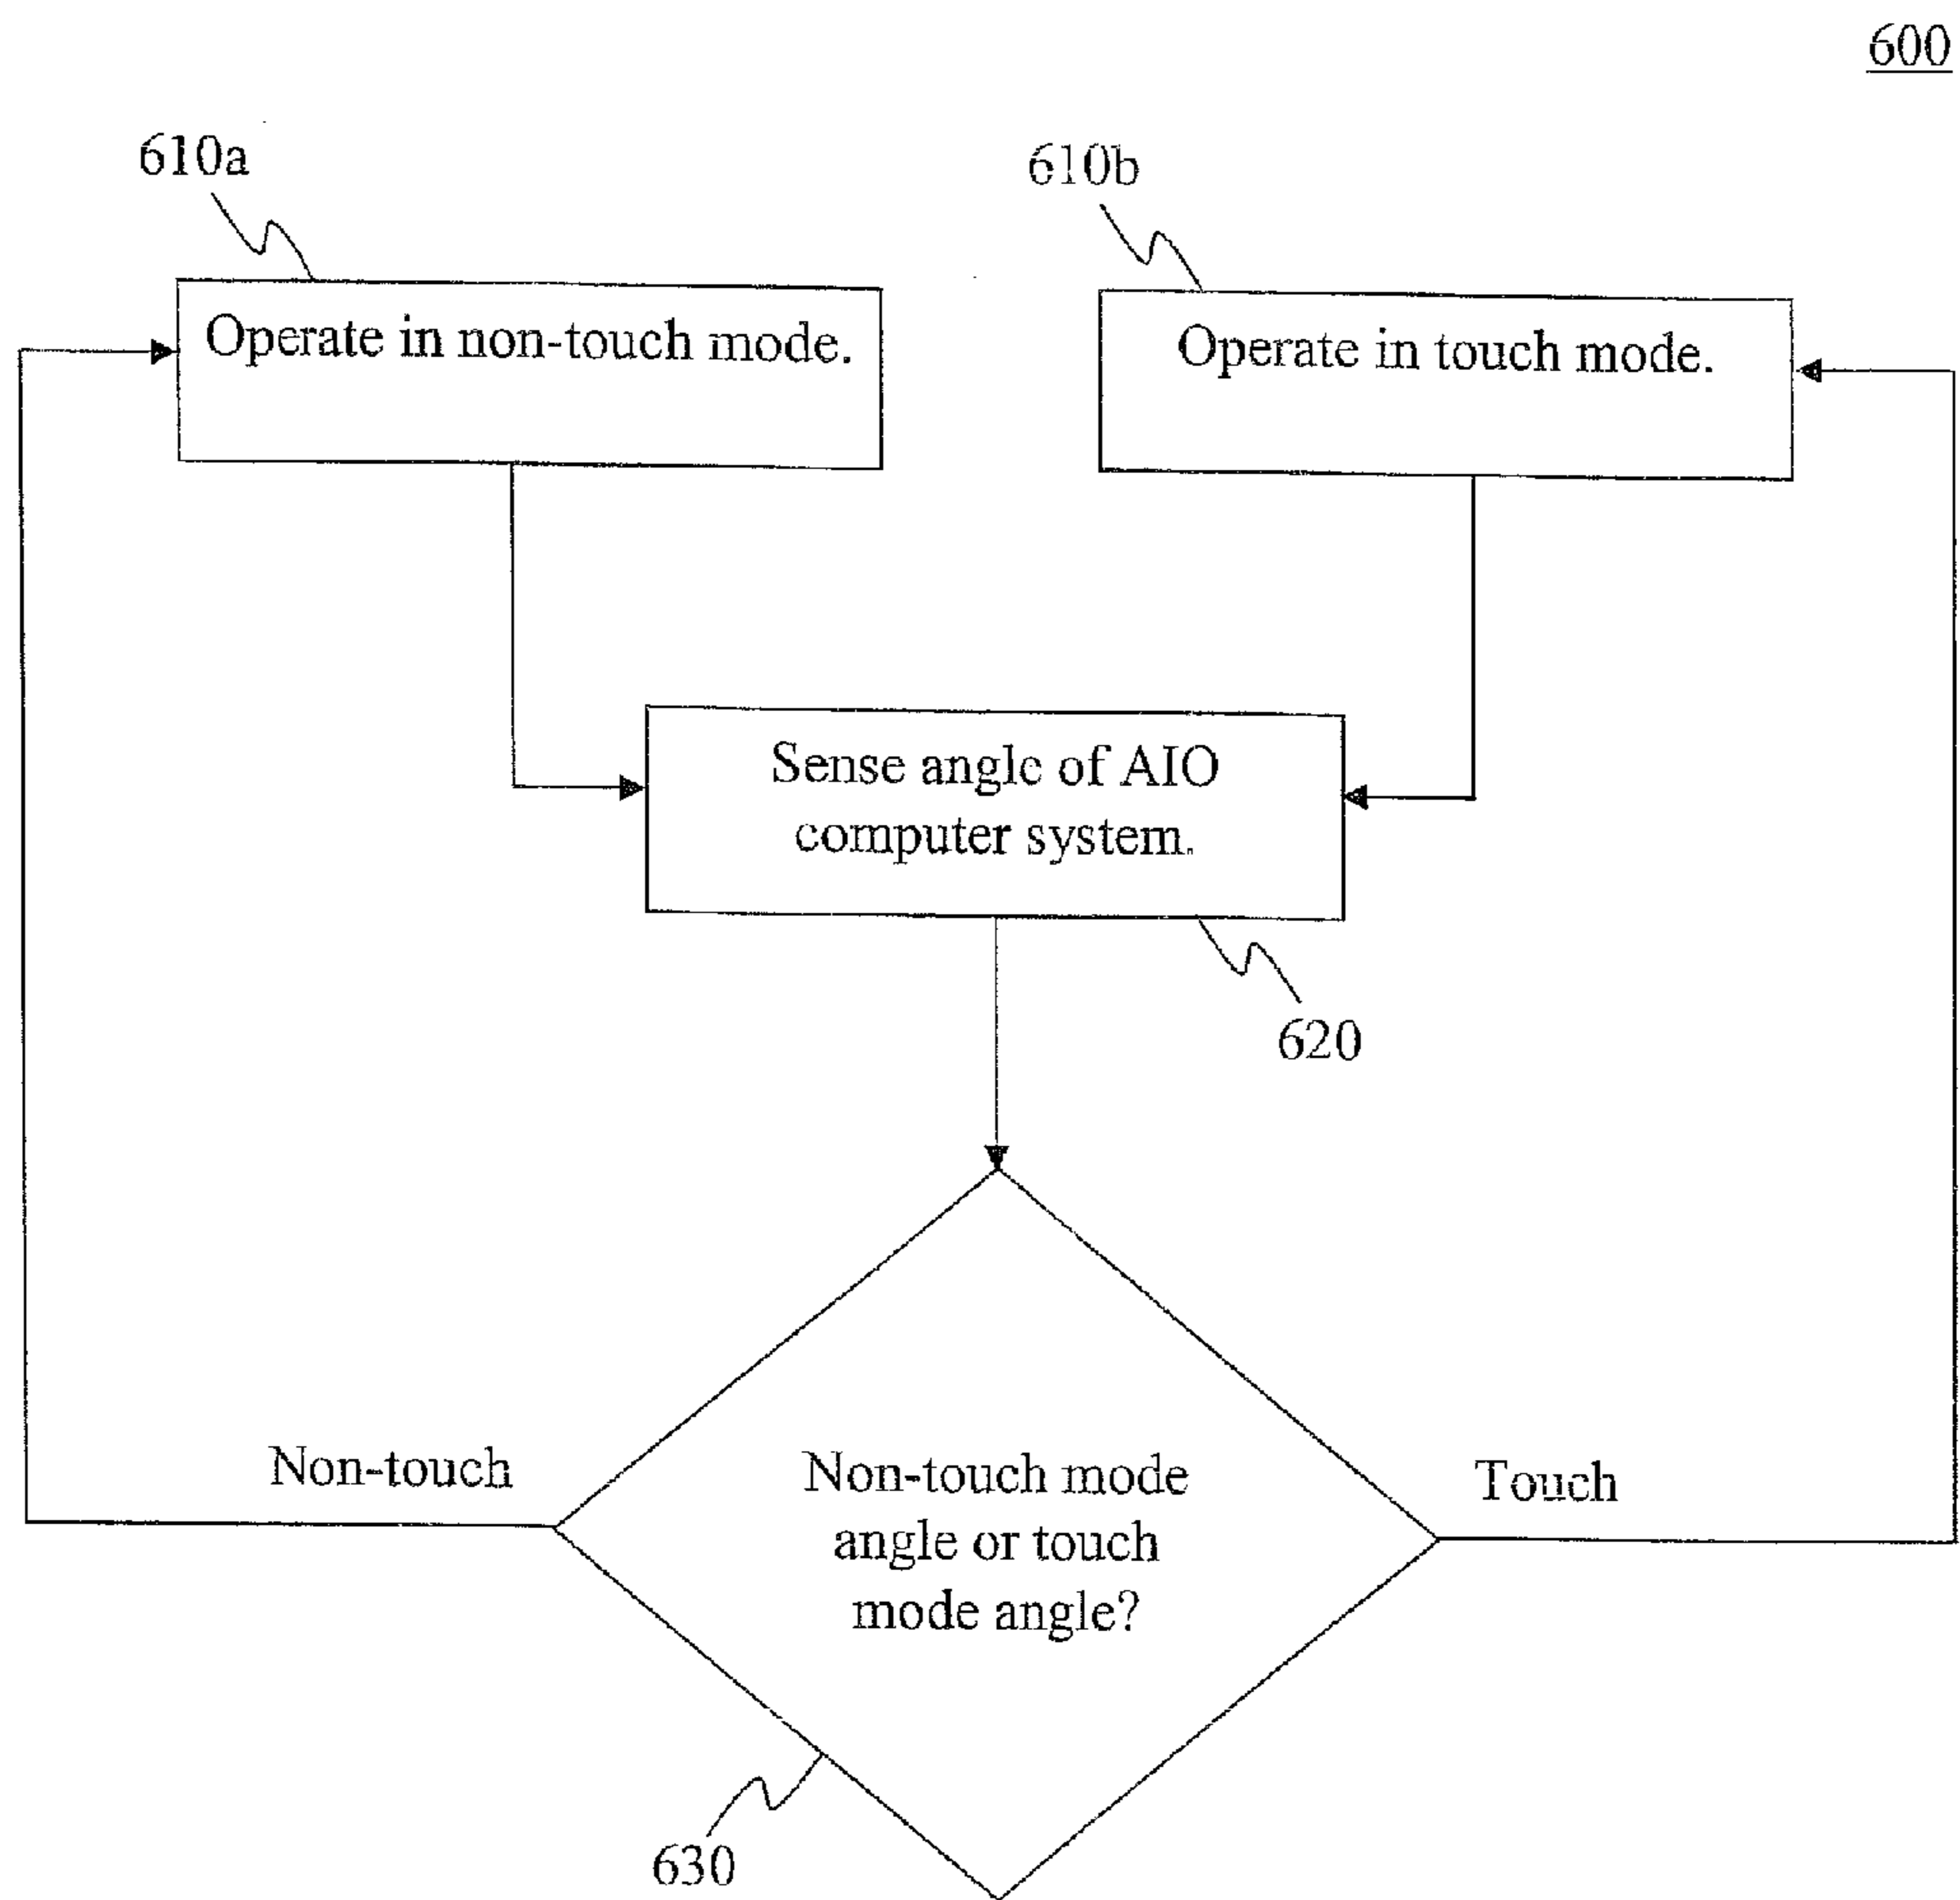 600
610a
610b
Operate in non-touch mode.
Operate in touch mode.
Sense angle of AIO
computer system.
620
Non-touch
Non-touch mode
angle or touch
mode angle?
Touch
630